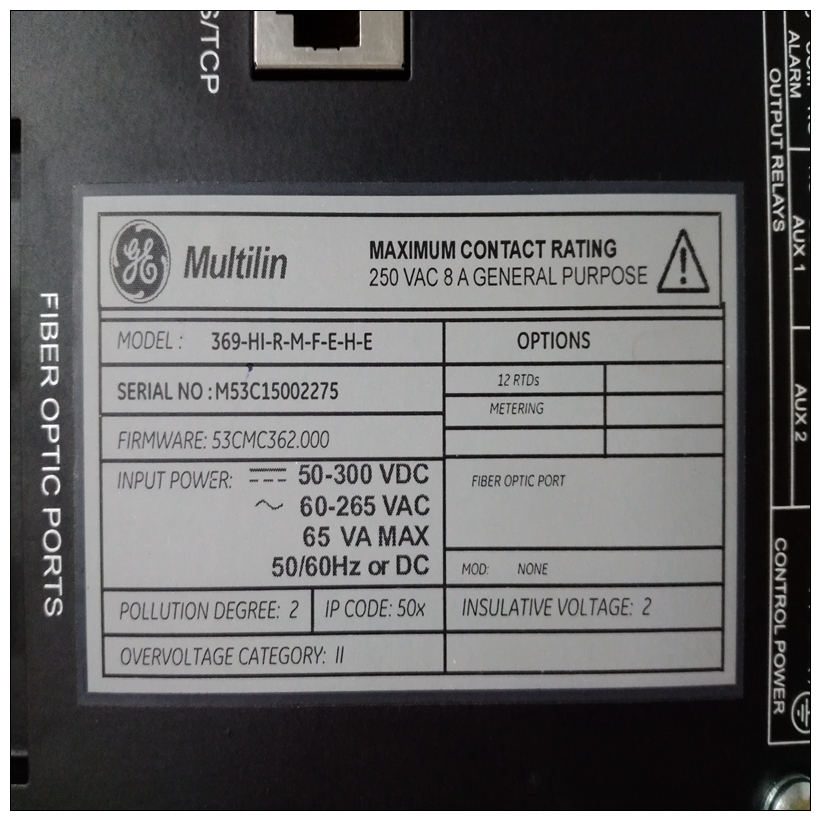 S/TCP
ALARM
OUTPUT RELAYS
AUX 1
AUX 2
CONTROL POWER
FIBER OPTIC PORTS
GE Multilin
MAXIMUM CONTACT RATING
250 VAC 8 A GENERAL PURPOSE
MODEL : 369-HI-R-M-F-E-H-E
OPTIONS
SERIAL NO : M53C15002275
12 RTDs
METERING
FIRMWARE: 53CMC362.000
INPUT POWER: 50-300 VDC
60-265 VAC
65 VA MAX
50/60Hz or DC
FIBER OPTIC PORT
MOD: NONE
POLLUTION DEGREE: 2
IP CODE: 50x
INSULATIVE VOLTAGE: 2
OVERVOLTAGE CATEGORY: II